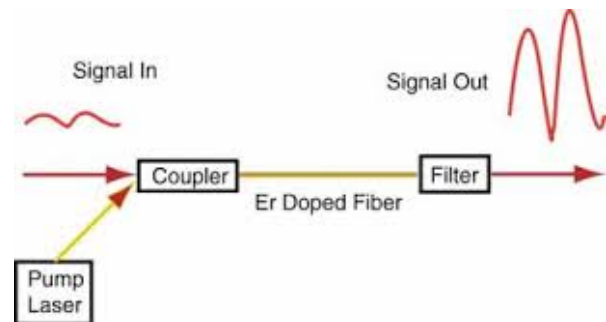 Signal In
Signal Out
Coupler
Filter
Er Doped Fiber
Pump
Laser